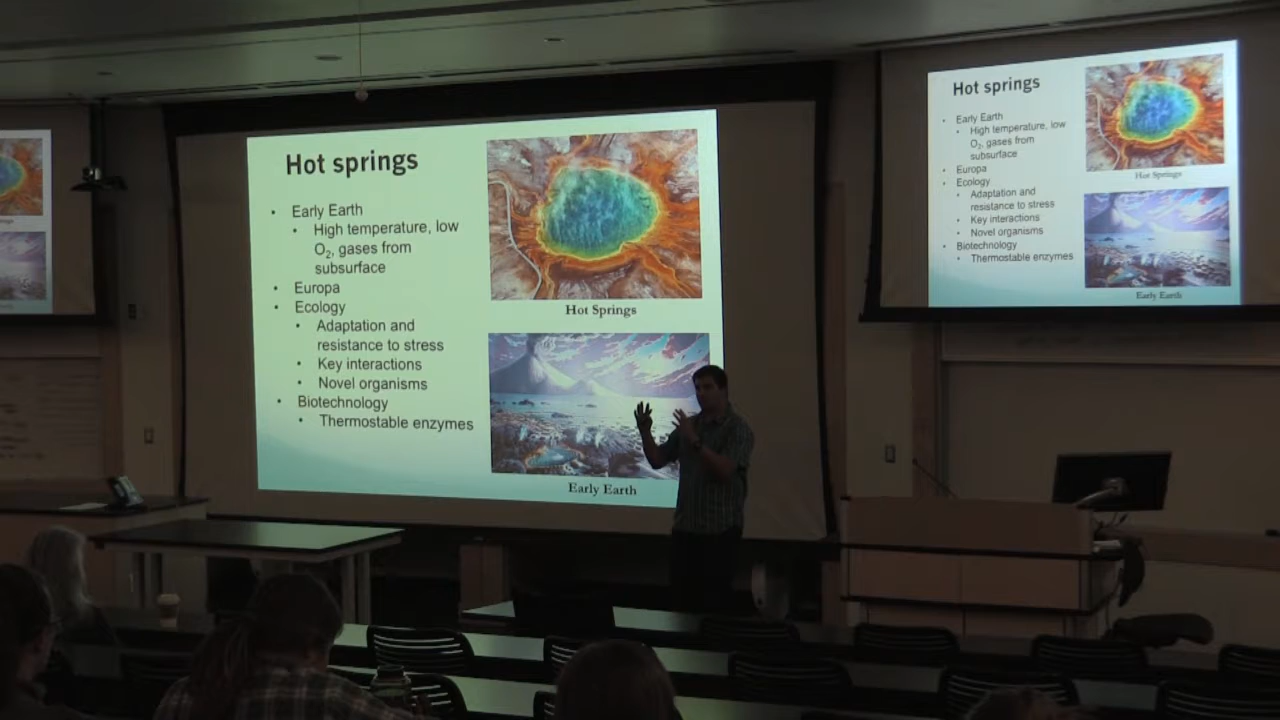 Hot springs
• Early Earth
• High temperature, low
O2, gases from
subsurface
• Europa
• Ecology
• Adaptation and
resistance to stress
• Key interactions
• Novel organisms
• Biotechnology
• Thermostable enzymes
Hot Springs
Early Earth
Hot springs
• Early Earth
• High temperature, low
O2, gases from
subsurface
• Europa
• Ecology
• Adaptation and
resistance to stress
• Key interactions
• Novel organisms
• Biotechnology
• Thermostable enzymes
Hot Springs
Early Earth